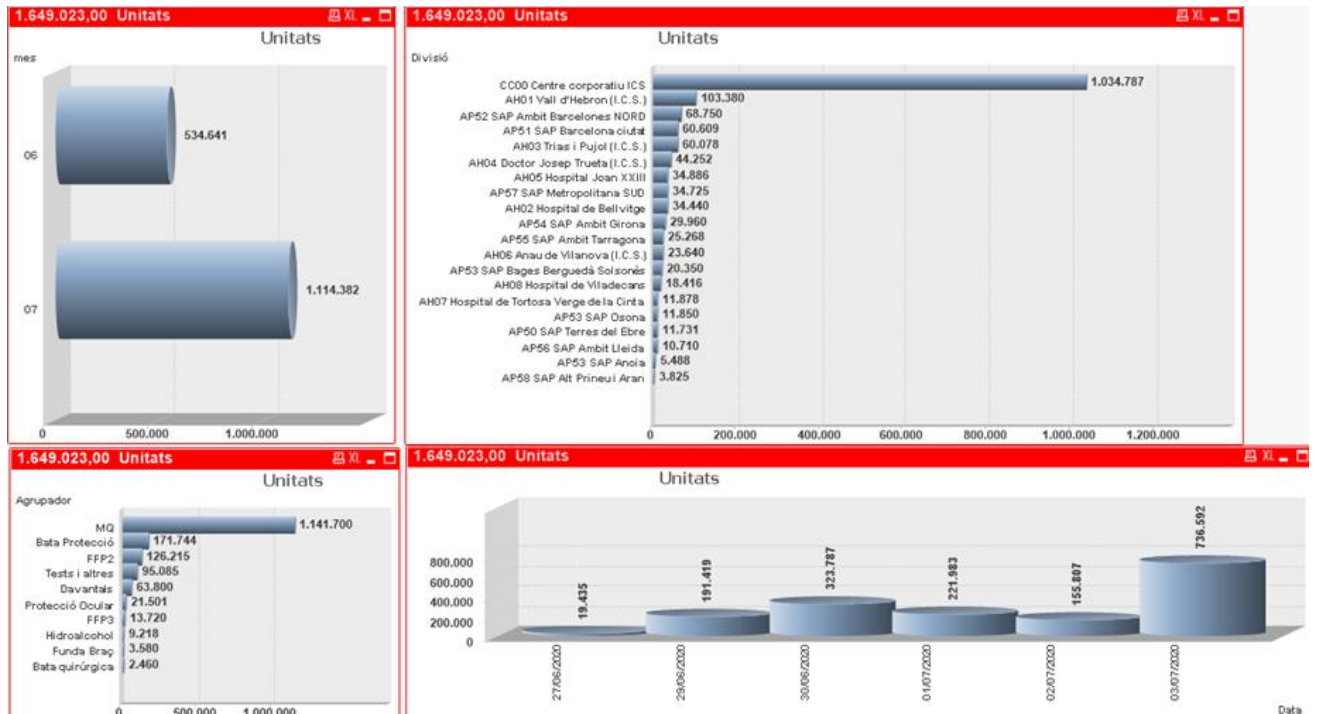 1.649.023,00 Unitats XL
Unitats
mes
06 534.641
07 1.114.382
0 500.000 1.000.000
1.649.023,00 Unitats XL
Unitats
Divisió
CC00 Centre corporatiu ICS 1.034.787
AH01 Vall d'Hebron (I.C.S.) 103.380
AP52 SAP Ambit Barcelones NORD 68.750
AP51 SAP Barcelona ciutat 60.609
AH03 Trias i Pujol (I.C.S.) 60.078
AH04 Doctor Josep Trueta (I.C.S.) 44.252
AH05 Hospital Joan XXIII 34.886
AP57 SAP Metropolitana SUD 34.725
AH02 Hospital de Bellvitge 34.440
AP54 SAP Ambit Girona 29.960
AP55 SAP Ambit Tarragona 25.268
AH06 Anau de Vilanova (I.C.S.) 23.640
AP53 SAP Bages Berguedà Solsonès 20.350
AH08 Hospital de Viladecans 18.416
AH07 Hospital de Tortosa Verge de la Cinta 11.878
AP53 SAP Osona 11.850
AP50 SAP Terres del Ebre 11.731
AP56 SAP Ambit Lleida 10.710
AP53 SAP Anoia 5.488
AP58 SAP Alt Prineu i Aran 3.825
0 200.000 400.000 600.000 800.000 1.000.000 1.200.000
1.649.023,00 Unitats XL
Unitats
Agrupador
MQ 1.141.700
Bata Protecció 171.744
FFP2 126.215
Tests i altres 95.085
Davantals 63.800
Protecció Ocular 21.501
FFP3 13.720
Hidroalcohol 9.218
Funda Braç 3.580
Bata quirúrgica 2.460
0 500.000 1.000.000
1.649.023,00 Unitats XL
Unitats
800.000
600.000
400.000
200.000
0
19.435 191.419 323.787 221.983 155.807 736.592
27/06/2020 29/06/2020 30/06/2020 01/07/2020 02/07/2020 03/07/2020
Data